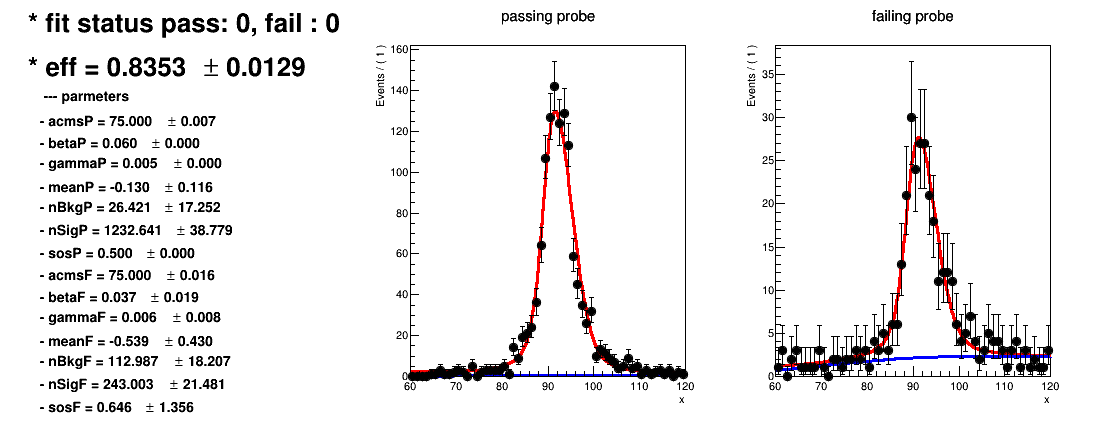 * fit status pass: 0, fail : 0
* eff = 0.8353 ± 0.0129
--- parmeters
- acmsP = 75.000 ± 0.007
- betaP = 0.060 ± 0.000
- gammaP = 0.005 ± 0.000
- meanP = -0.130 ± 0.116
- nBkgP = 26.421 ± 17.252
- nSigP = 1232.641 ± 38.779
- sosP = 0.500 ± 0.000
- acmsF = 75.000 ± 0.016
- betaF = 0.037 ± 0.019
- gammaF = 0.006 ± 0.008
- meanF = -0.539 ± 0.430
- nBkgF = 112.987 ± 18.207
- nSigF = 243.003 ± 21.481
- sosF = 0.646 ± 1.356
passing probe
Events / ( 1 )
160
140
120
100
80
60
40
20
0
60 70 80 90 100 110 120
x
failing probe
Events / ( 1 )
35
30
25
20
15
10
5
0
60 70 80 90 100 110 120
x